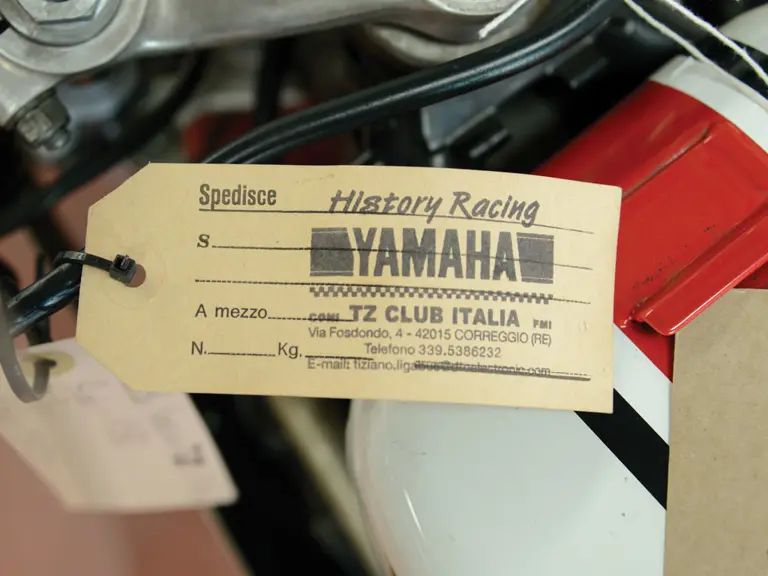 Spedisce
History Racing
S.
YAMAHA
A mezzo
CONI TZ CLUB ITALIA FMI
Via Fosdondo, 4 - 42015 CORREGGIO (RE)
N. Kg. Telefono 339.5386232
E-mail: